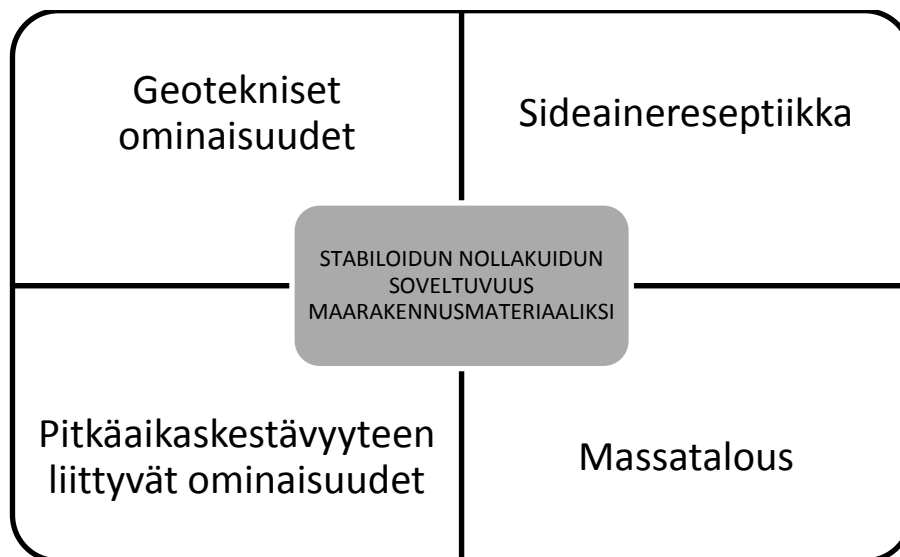 Geotekniset
ominaisuudet
Sideainereseptiikka
STABILOIDUN NOLLAKUIDUN
SOVELTUVUUS
MAARAKENNUSMATERIAALIKSI
Pitkäaikaskestävyyteen
liittyvät ominaisuudet
Massatalous